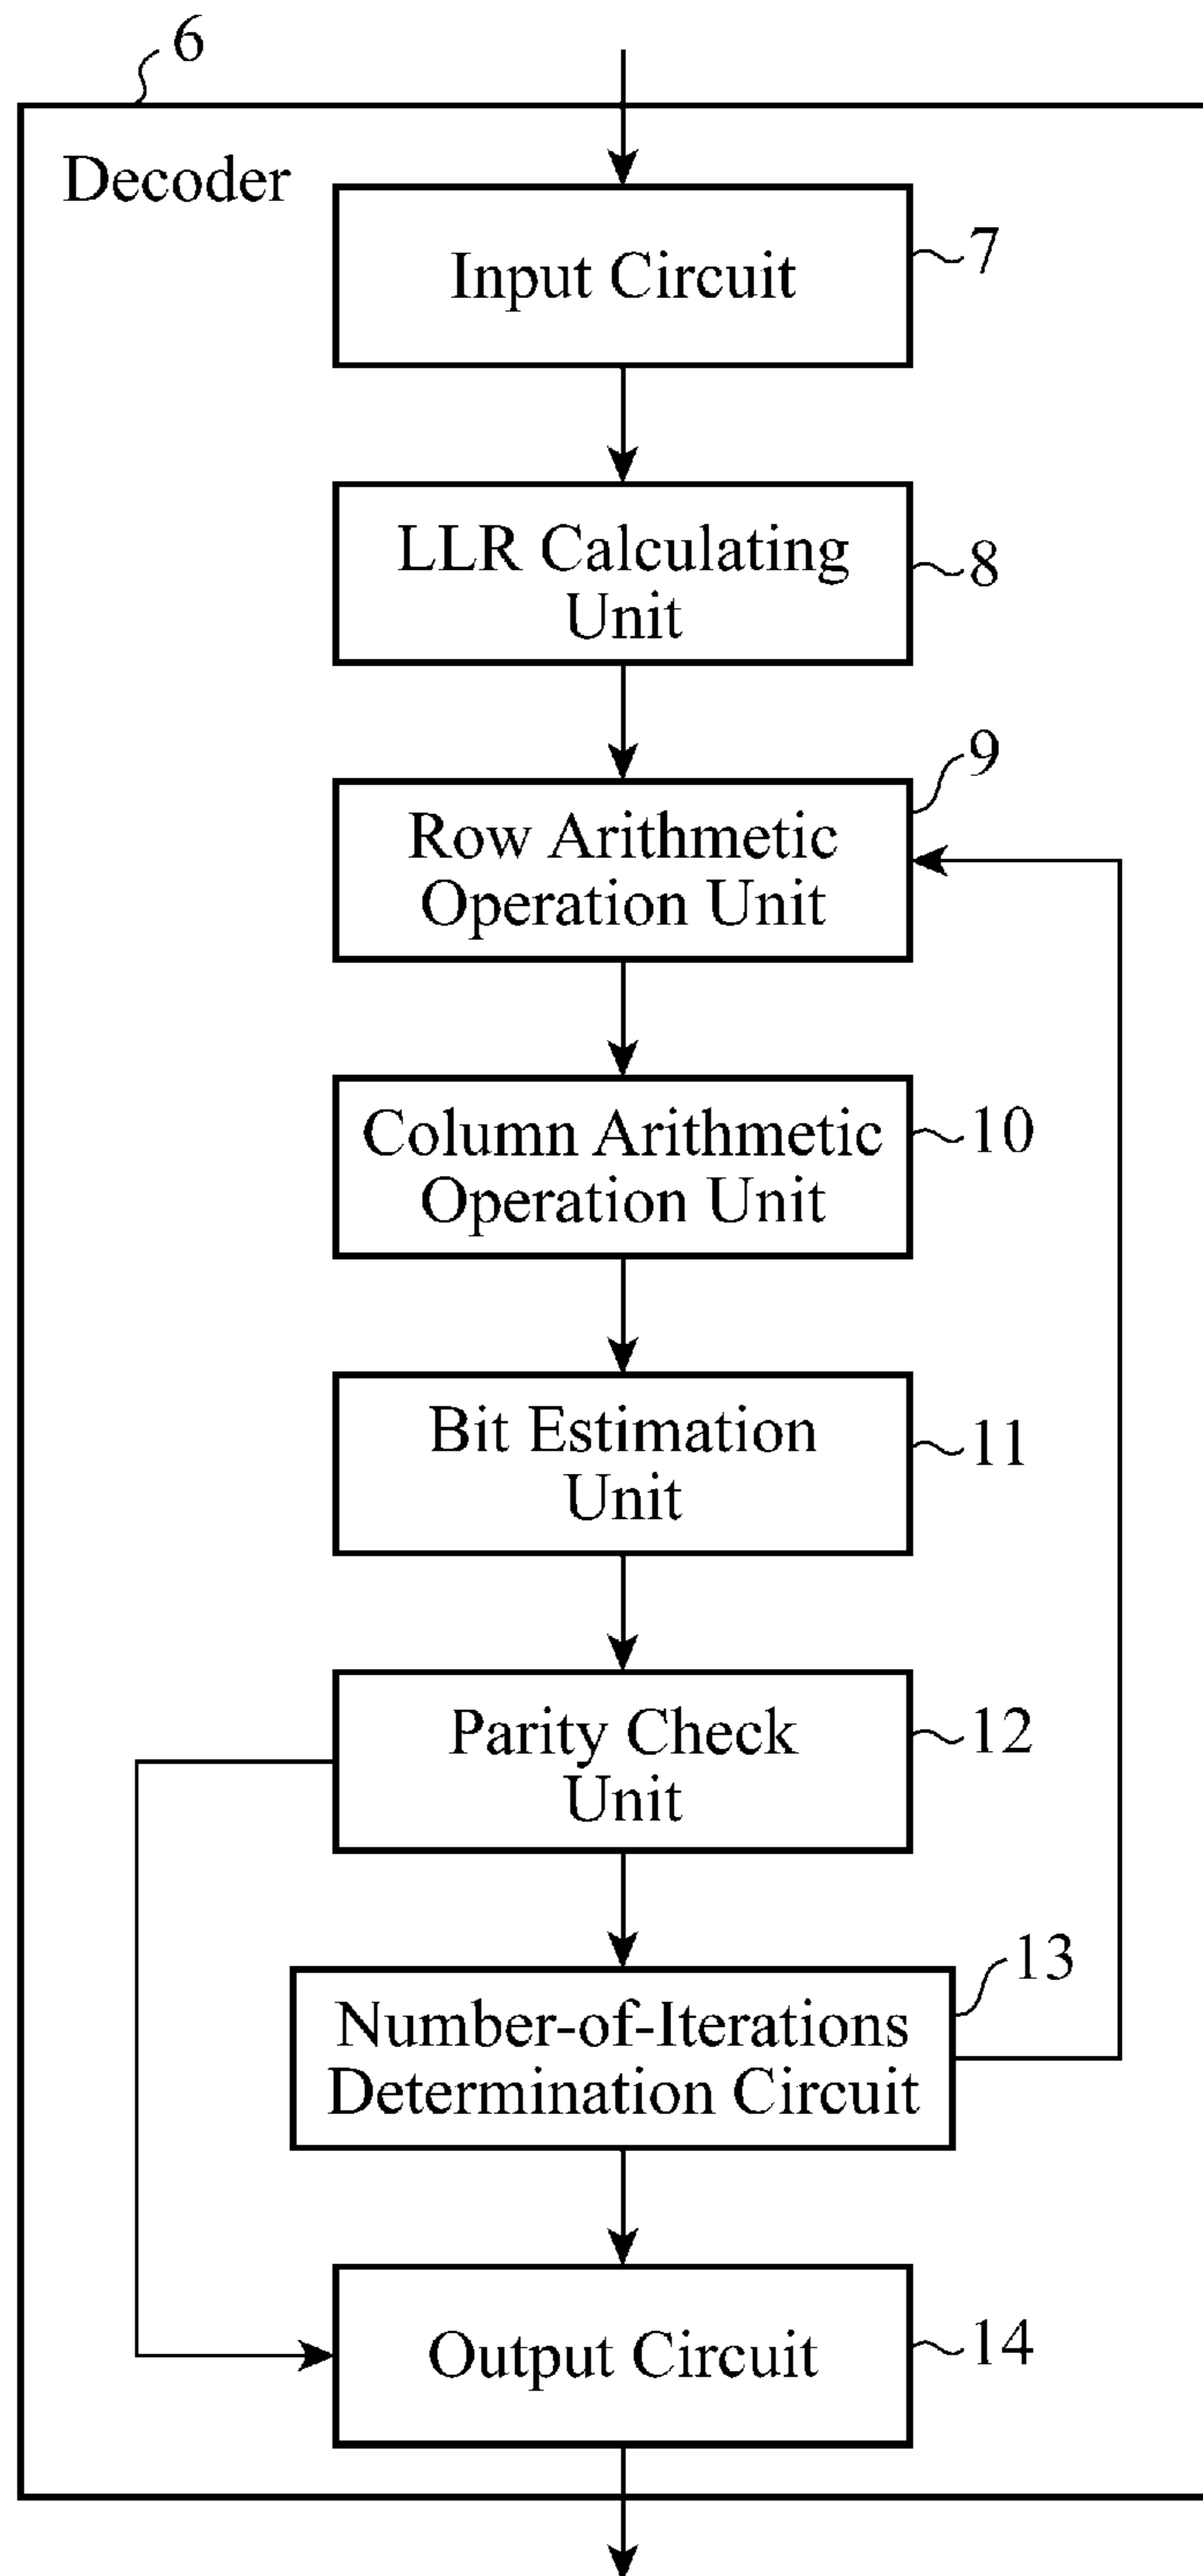 6
Decoder
Input Circuit
7
LLR Calculating
Unit
8
9
Row Arithmetic
Operation Unit
Column Arithmetic
Operation Unit
10
Bit Estimation
Unit
11
Parity Check
Unit
12
13
Number-of-Iterations
Determination Circuit
Output Circuit
14